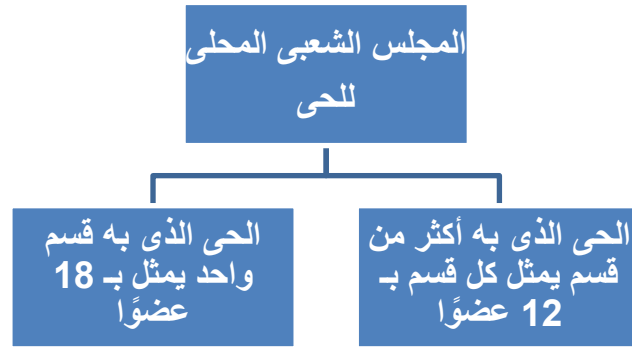 المجلس الشعبى المحلى
للحى
الحى الذى به أكثر من
قسم يمثل كل قسم بـ
12 عضوًا
الحى الذى به قسم
واحد يمثل بـ 18
عضوًا